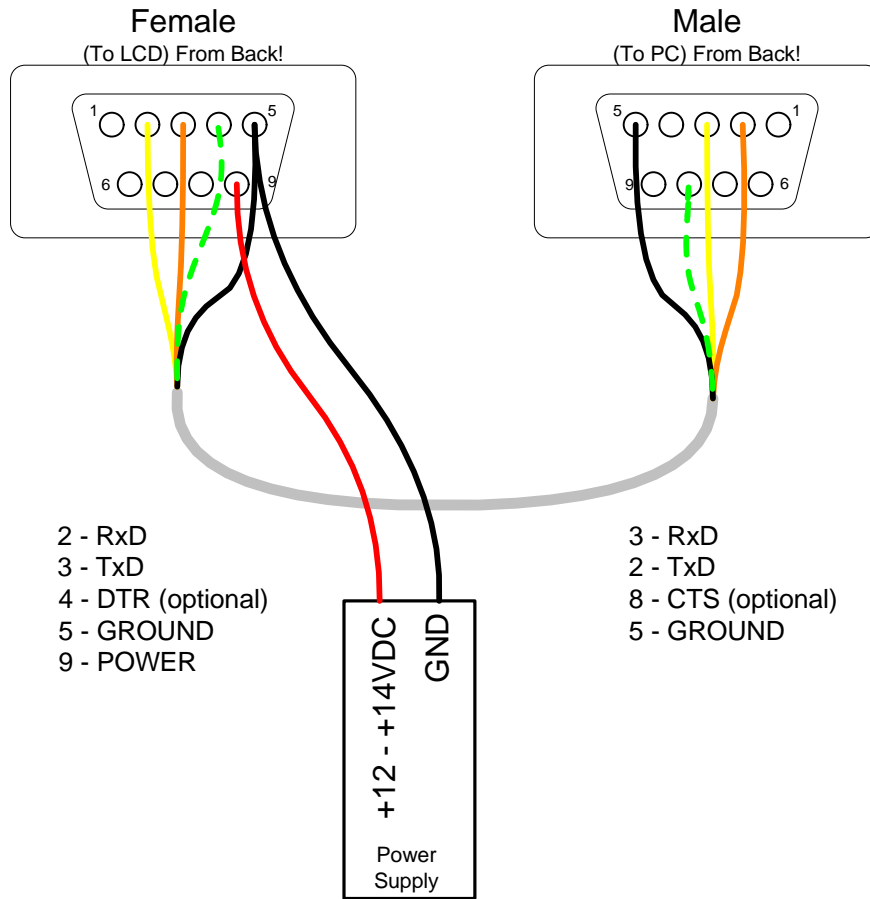 Female
(To LCD) From Back!
1
5
6
9
Male
(To PC) From Back!
5
1
9
6
2 - RxD
3 - TxD
4 - DTR (optional)
5 - GROUND
9 - POWER
3 - RxD
2 - TxD
8 - CTS (optional)
5 - GROUND
+12 - +14VDC
GND
Power
Supply